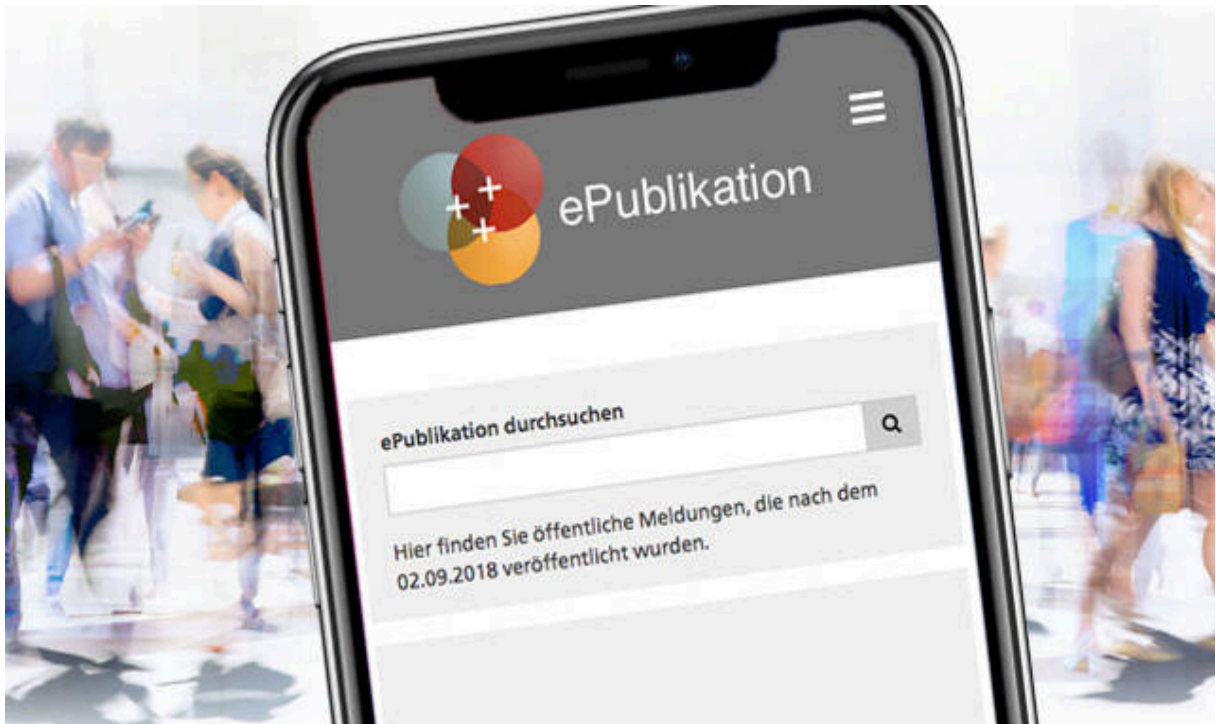 ePublikation
ePublikation durchsuchen
Hier finden Sie öffentliche Meldungen, die nach dem
02.09.2018 veröffentlicht wurden.